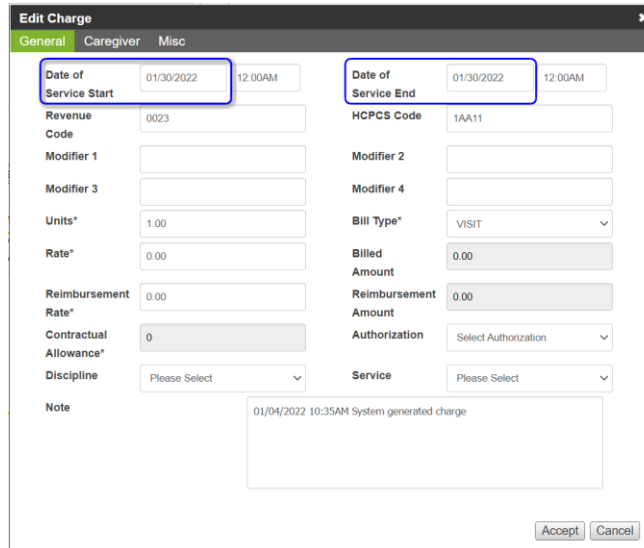 Edit Charge
General Caregiver Misc
Date of Service Start 01/30/2022 12:00AM Date of Service End 01/30/2022 12:00AM
Revenue Code 0023 HCPCS Code 1AA11
Modifier 1 Modifier 2
Modifier 3 Modifier 4
Units* 1.00 Bill Type* VISIT
Rate* 0.00 Billed Amount 0.00
Reimbursement Rate* 0.00 Reimbursement Amount 0.00
Contractual Allowance* 0 Authorization Select Authorization
Discipline Please Select Service Please Select
Note 01/04/2022 10:35AM System generated charge
Accept Cancel